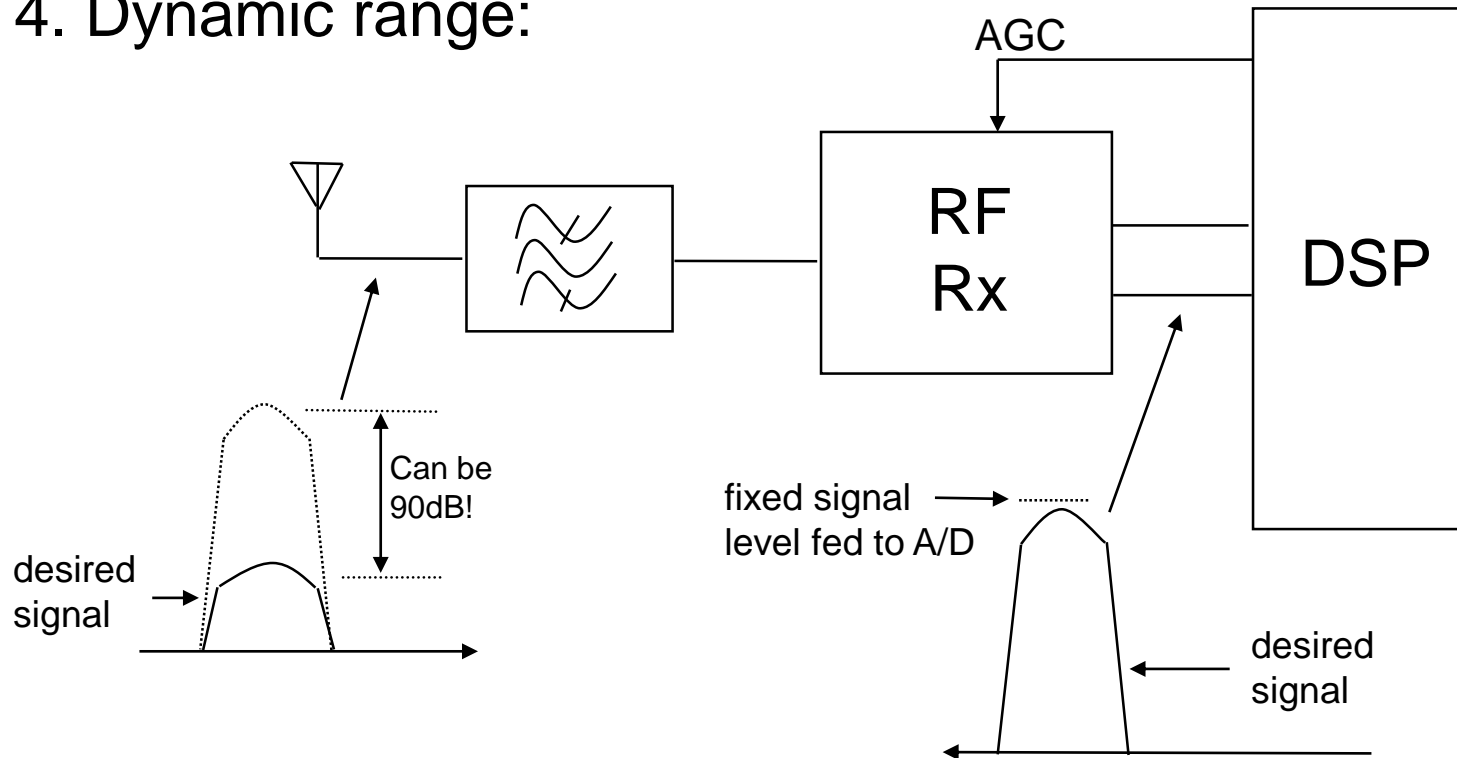 4. Dynamic range:
AGC
RF
Rx
DSP
Can be
90dB!
desired
signal
fixed signal
level fed to A/D
desired
signal